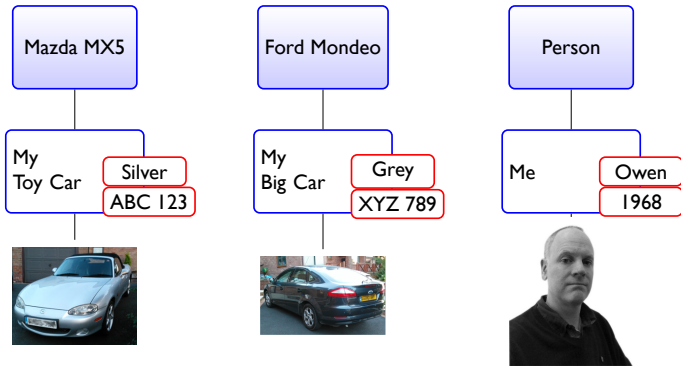 Mazda MX5
Ford Mondeo
Person
My
Toy Car
Silver
ABC 123
My
Big Car
Grey
XYZ 789
Me
Owen
1968